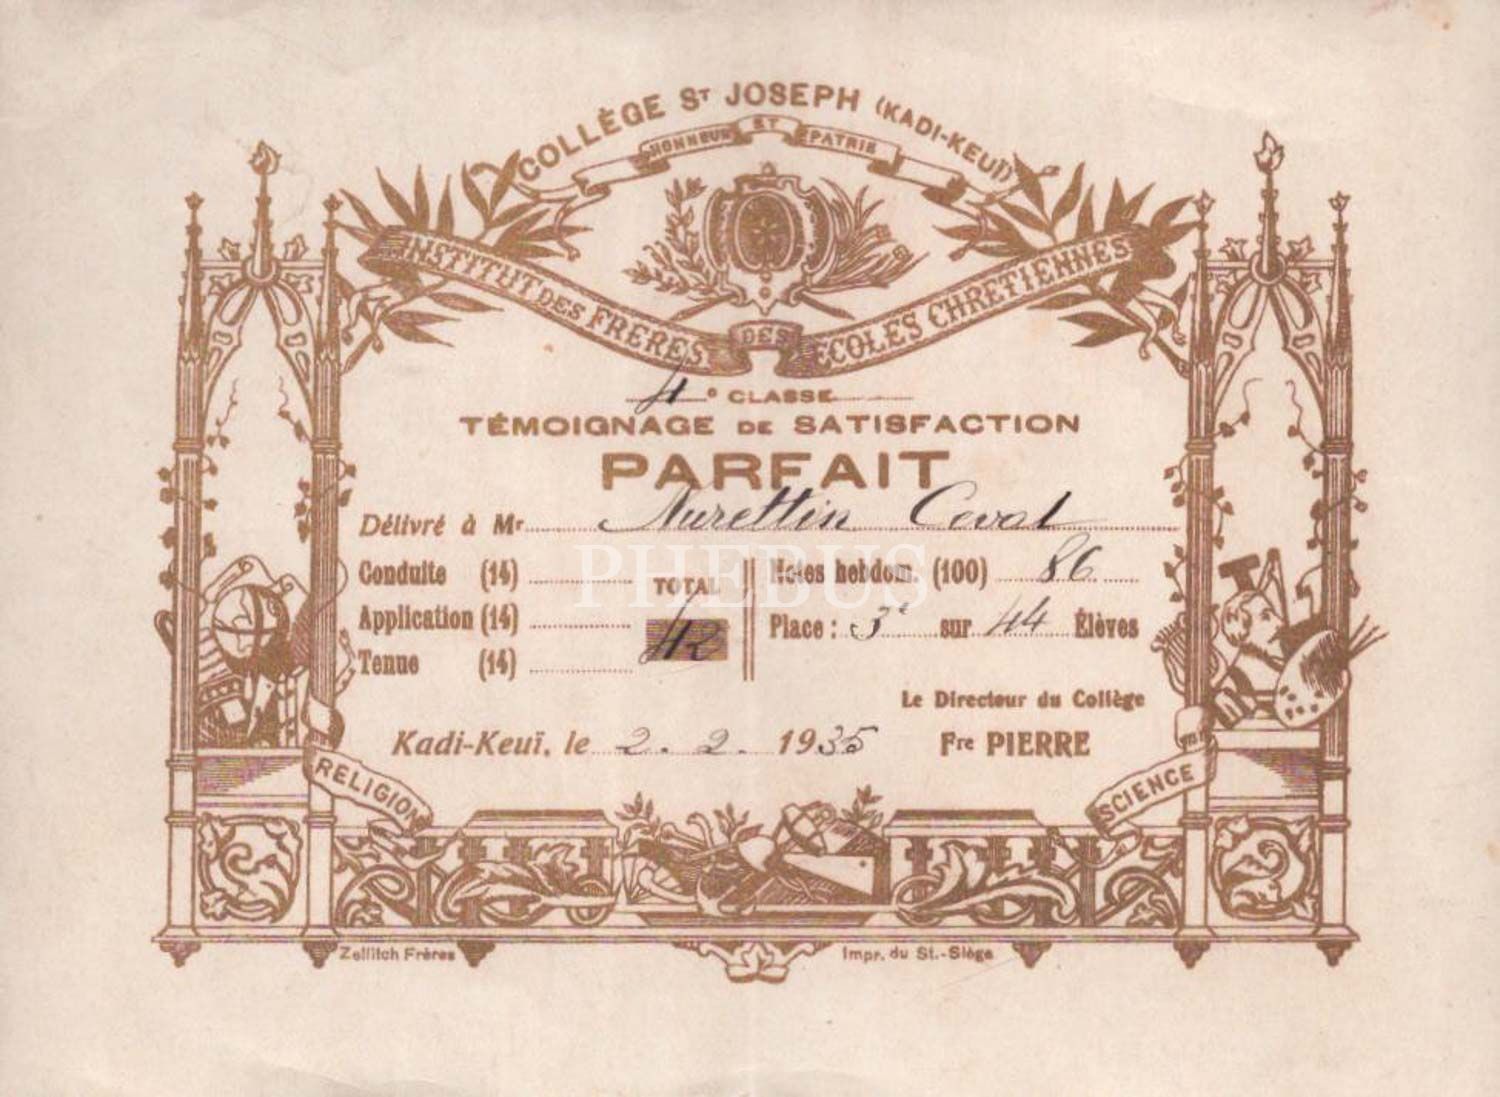 COLLÈGE ST JOSEPH (KADI-KEUÏ)
HONNEUR ET PATRIE
INSTITUT DES FRÈRES DES ECOLES CHRETIENNES
4e CLASSE
TÉMOIGNAGE DE SATISFACTION
PARFAIT
Délivré à Mr Nurettin Cevat
Conduite (14)
TOTAL
Application (14)
42
Tenue (14)
Notes hebdom. (100) 86
Place : 3e sur 44 Élèves
PHEBUS
Le Directeur du Collège
Kadi-Keuï, le 2. 2. 1935
Fre PIERRE
RELIGION
SCIENCE
Zellitch Frères
Impr. du St.-Siège